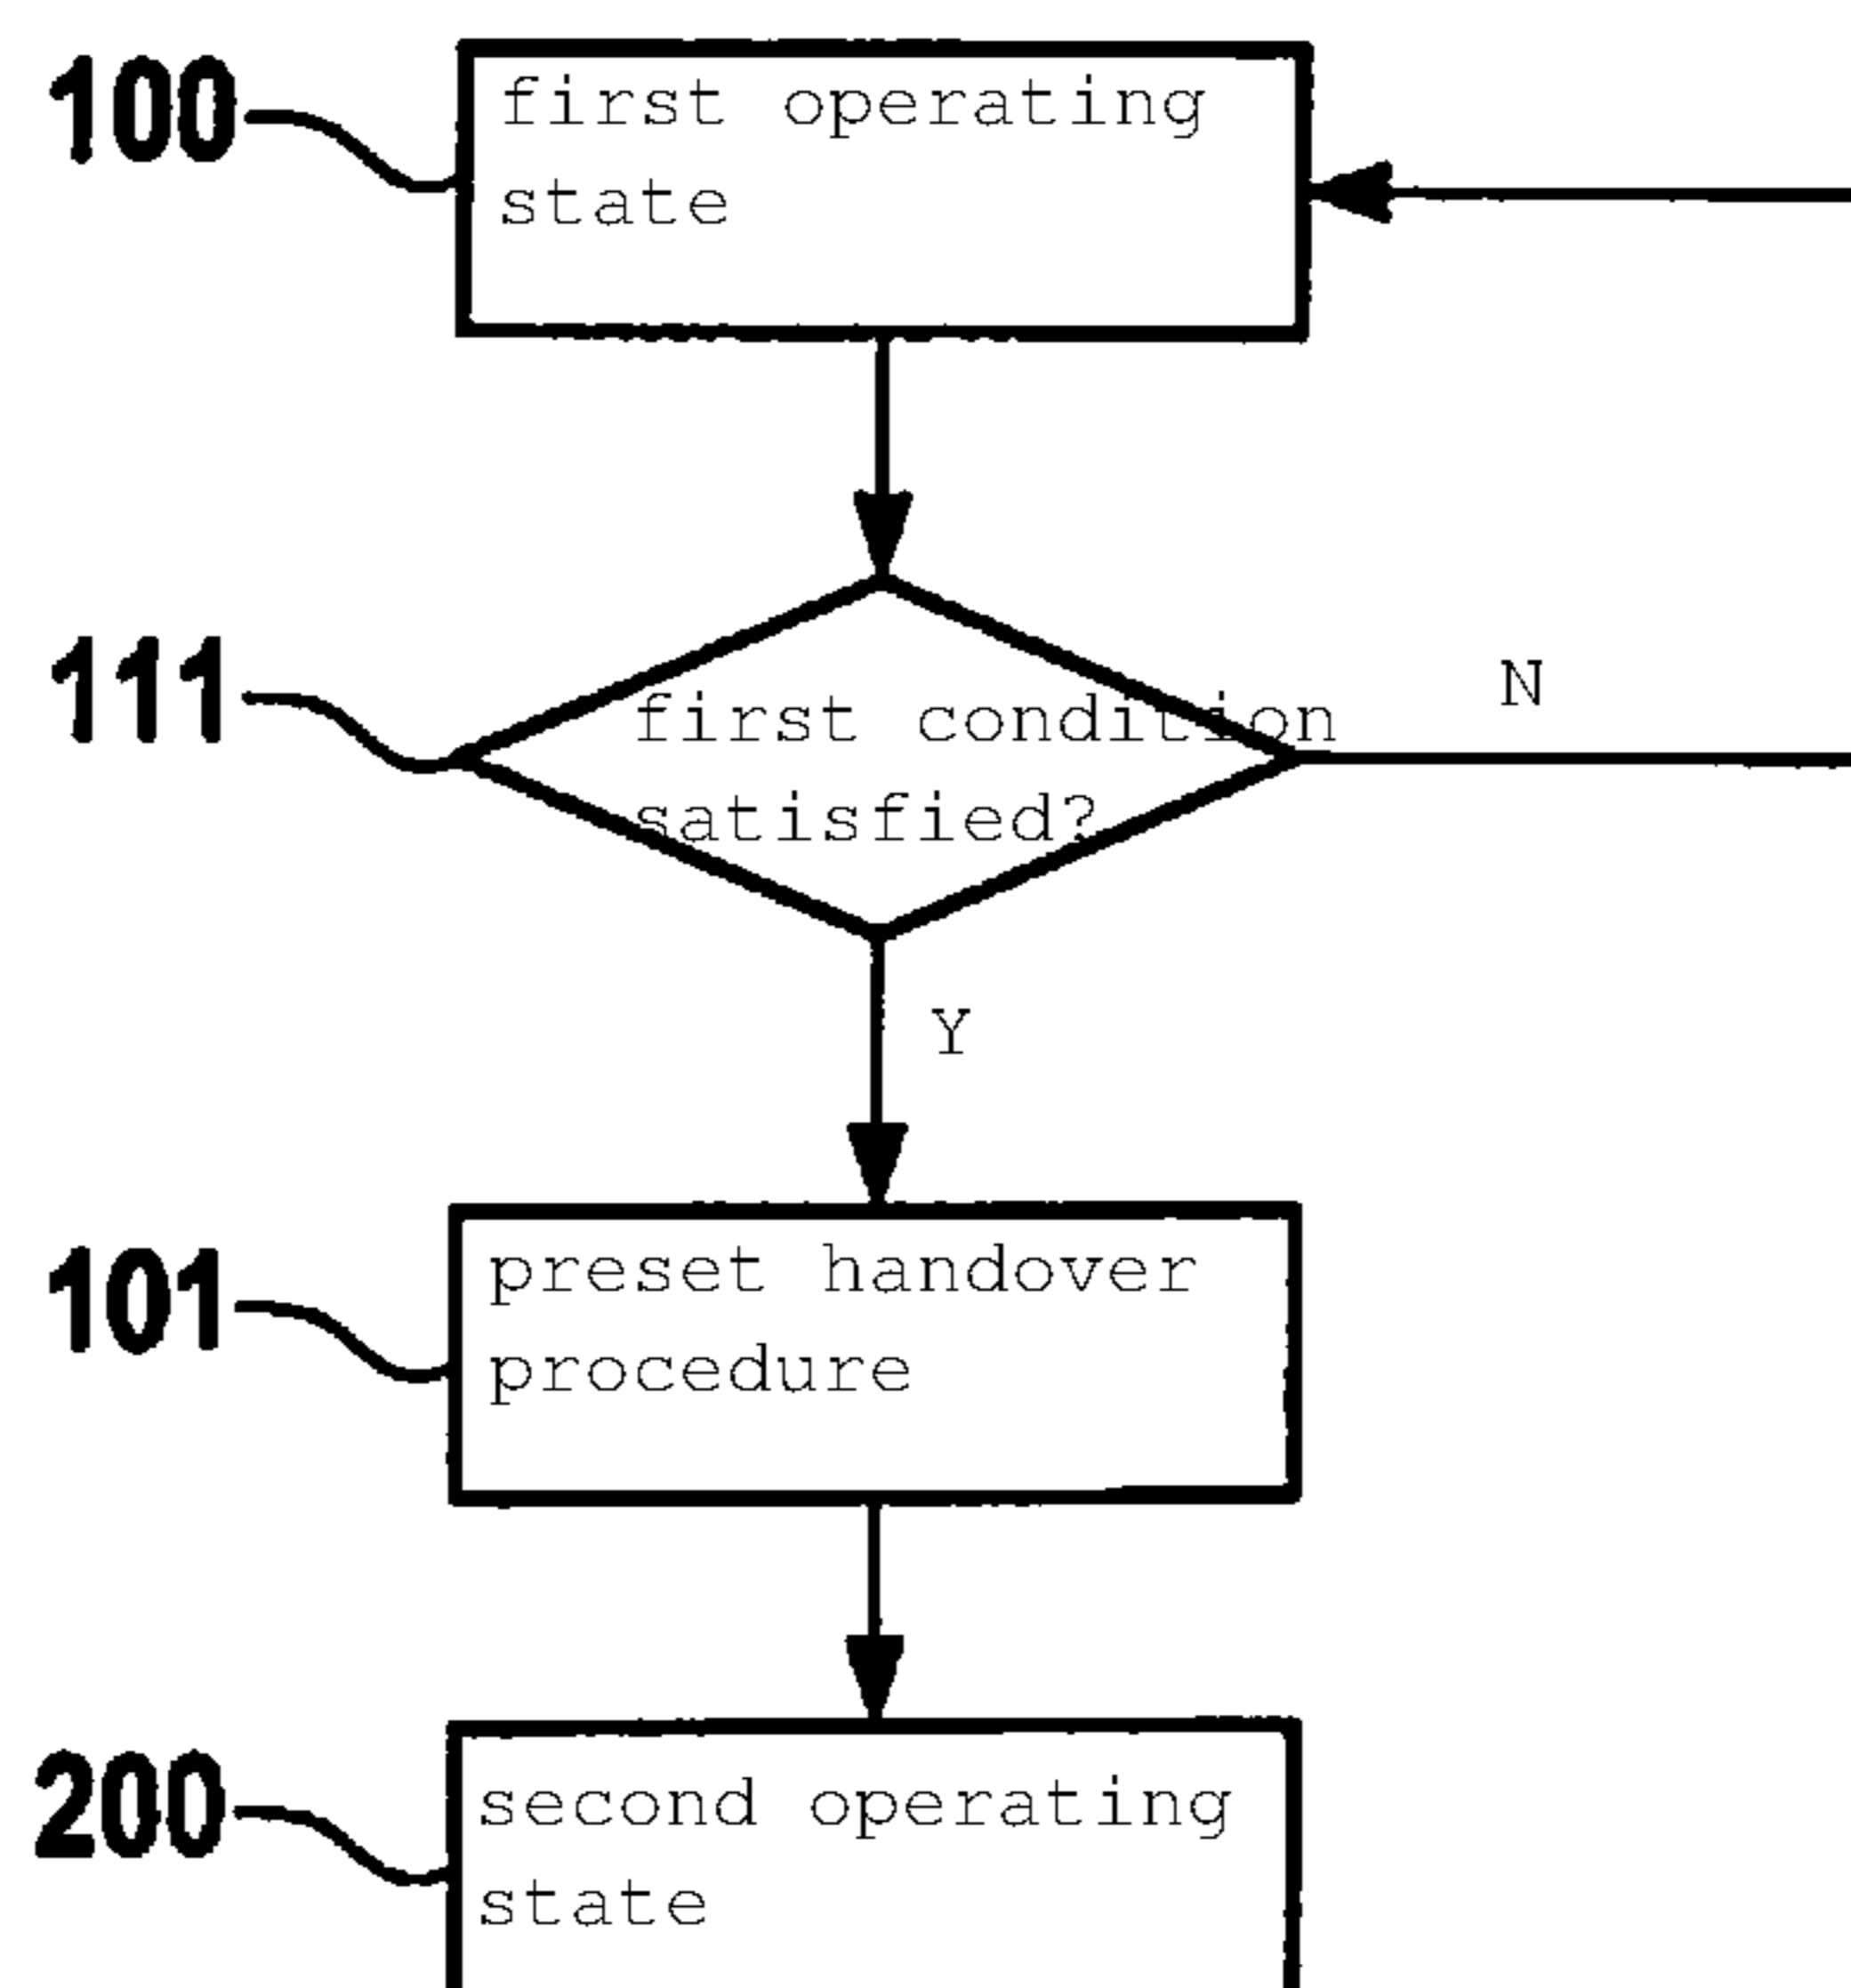 100
first operating
state
111
first condition
satisfied?
N
Y
101
preset handover
procedure
200
second operating
state